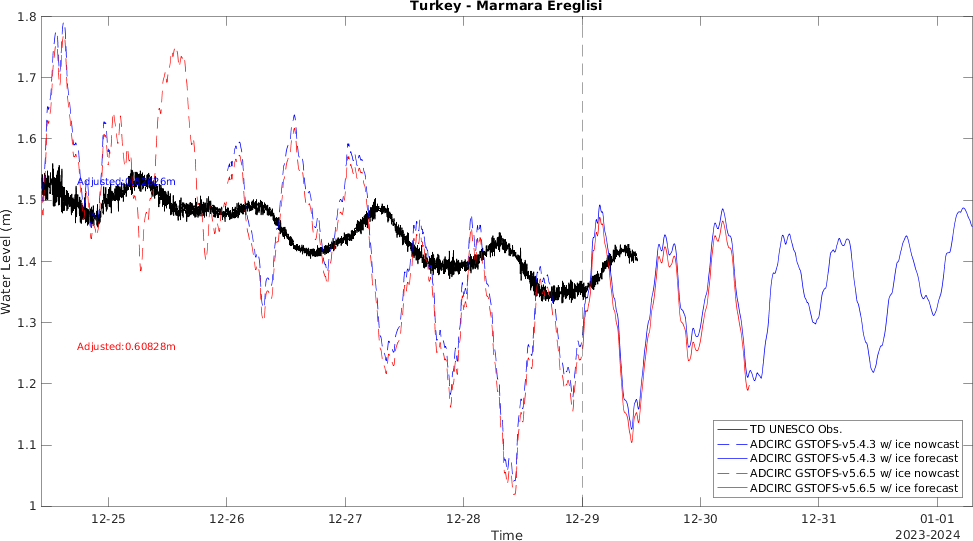 Turkey - Marmara Ereglisi
1.8
1.7
1.6
1.5
1.4
1.3
1.2
1.1
1
Water Level (m)
Adjusted:
Adjusted:0.60828m
TD UNESCO Obs.
ADCIRC GSTOFS-v5.4.3 w/ ice nowcast
ADCIRC GSTOFS-v5.4.3 w/ ice forecast
ADCIRC GSTOFS-v5.6.5 w/ ice nowcast
ADCIRC GSTOFS-v5.6.5 w/ ice forecast
12-25
12-26
12-27
12-28
12-29
12-30
12-31
01-01
Time
2023-2024